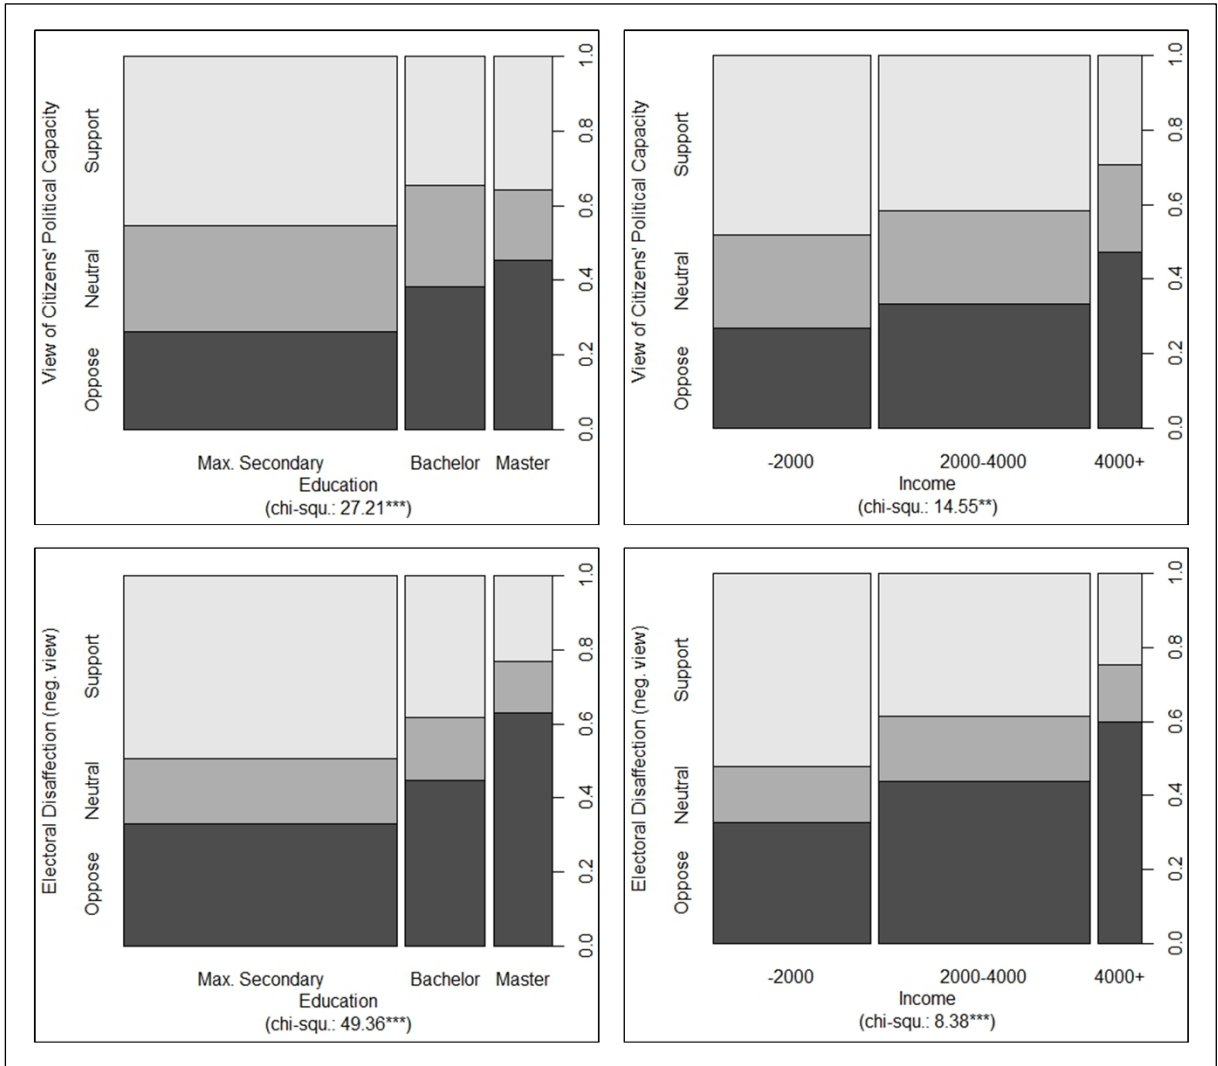 View of Citizens' Political Capacity
Support
Neutral
Oppose
1.0
0.8
0.6
0.4
0.2
0.0
Max. Secondary Bachelor Master
Education
(chi-squ.: 27.21***)
View of Citizens' Political Capacity
Support
Neutral
Oppose
1.0
0.8
0.6
0.4
0.2
0.0
-2000 2000-4000 4000+
Income
(chi-squ.: 14.55**)
Electoral Disaffection (neg. view)
Support
Neutral
Oppose
1.0
0.8
0.6
0.4
0.2
0.0
Max. Secondary Bachelor Master
Education
(chi-squ.: 49.36***)
Electoral Disaffection (neg. view)
Support
Neutral
Oppose
1.0
0.8
0.6
0.4
0.2
0.0
-2000 2000-4000 4000+
Income
(chi-squ.: 8.38***)